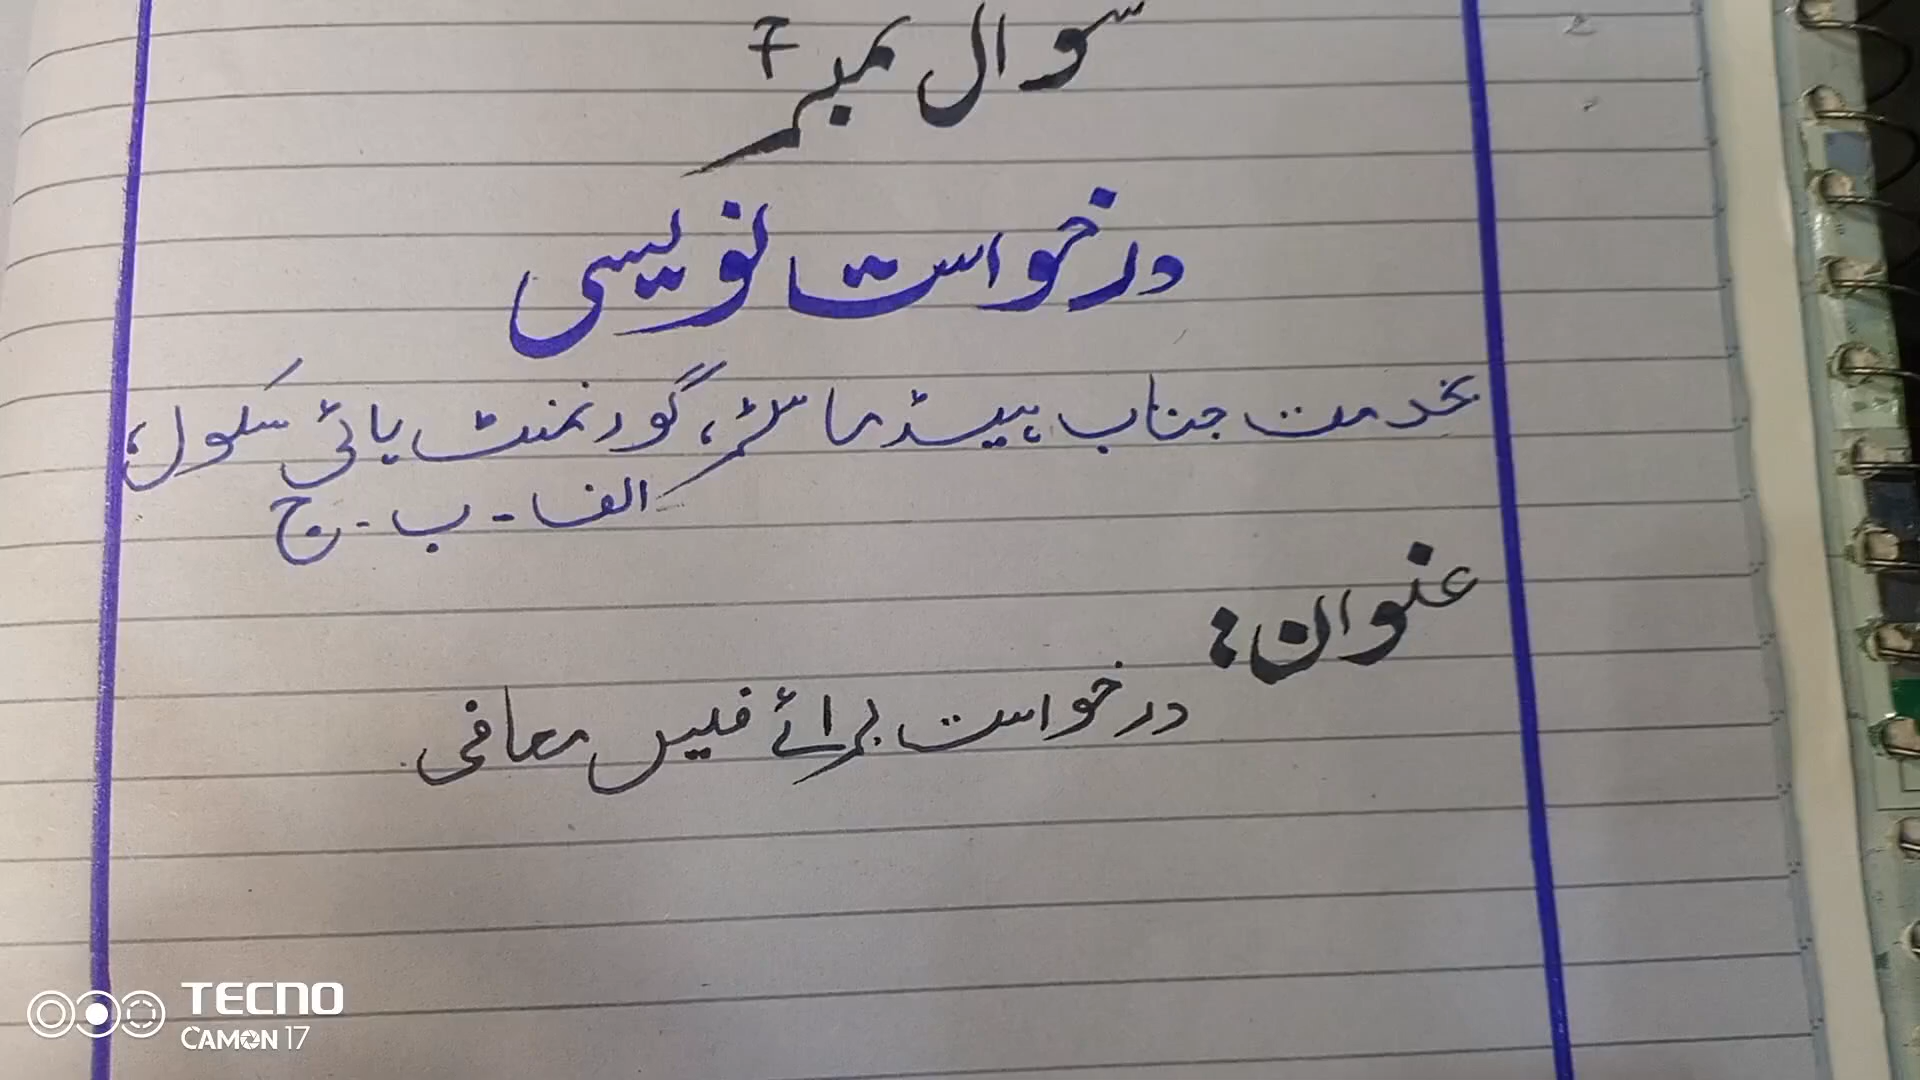 سوال نمبر 7
درخواست نویسی
بخدمت جناب ہیڈ ماسٹر، گورنمنٹ ہائی سکول،
الف - ب - ج
عنوان:
درخواست برائے فیس معافی
TECNO
CAMON 17